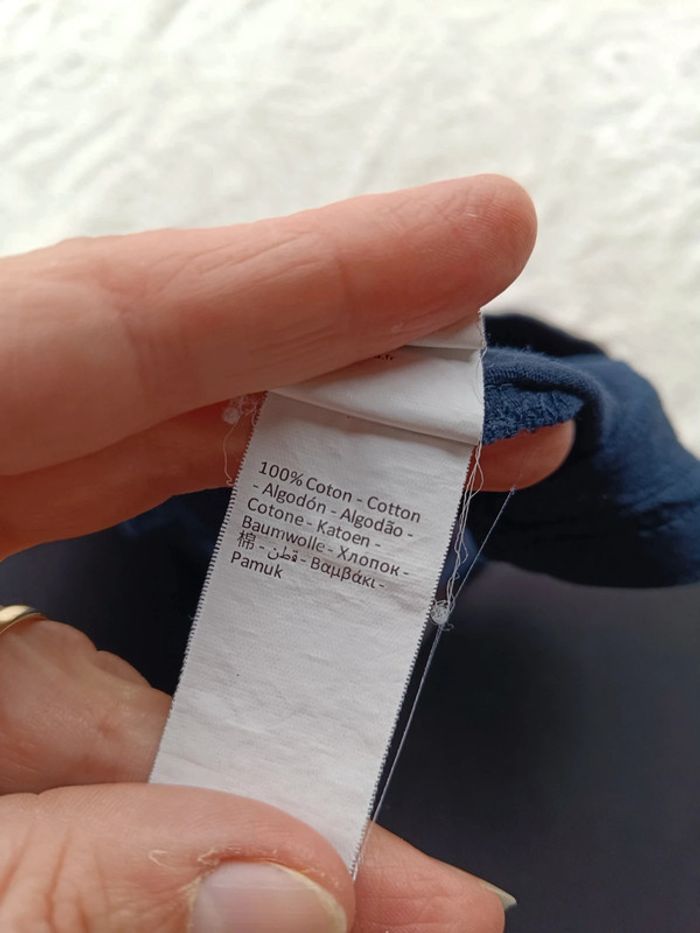 100% Coton - Cotton
- Algodón - Algodão -
Cotone - Katoen -
Baumwolle - Хлопок -
棉 - قطن - Βαμβάκι -
Pamuk